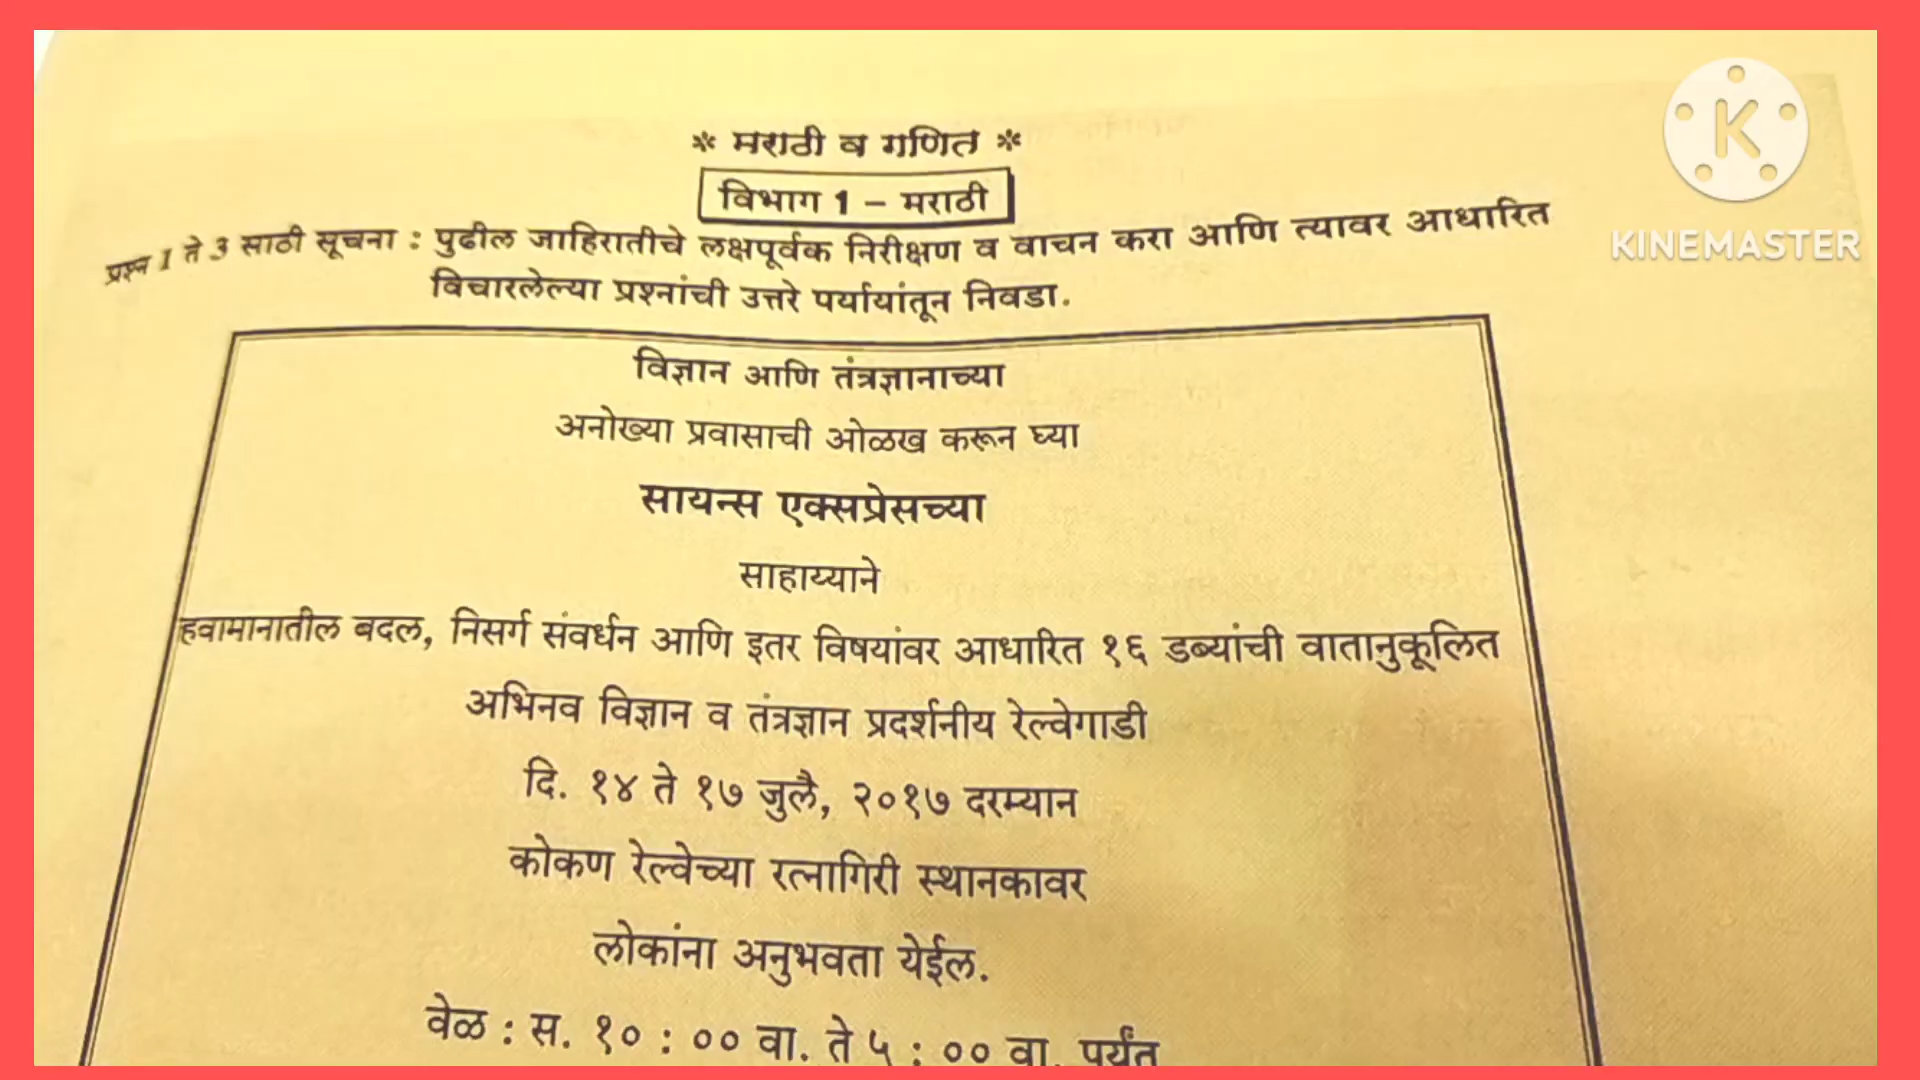 * मराठी व गणित *
विभाग 1 – मराठी
प्रश्न 1 ते 3 साठी सूचना : पुढील जाहिरातीचे लक्षपूर्वक निरीक्षण व वाचन करा आणि त्यावर आधारित
विचारलेल्या प्रश्नांची उत्तरे पर्यायांतून निवडा.
विज्ञान आणि तंत्रज्ञानाच्या
अनोख्या प्रवासाची ओळख करून घ्या
सायन्स एक्सप्रेसच्या
साहाय्याने
हवामानातील बदल, निसर्ग संवर्धन आणि इतर विषयांवर आधारित १६ डब्यांची वातानुकूलित
अभिनव विज्ञान व तंत्रज्ञान प्रदर्शनीय रेल्वेगाडी
दि. १४ ते १७ जुलै, २०१७ दरम्यान
कोकण रेल्वेच्या रत्नागिरी स्थानकावर
लोकांना अनुभवता येईल.
वेळ : स. १० : ०० वा. ते ५ : ०० वा. पर्यंत
K
KINEMASTER